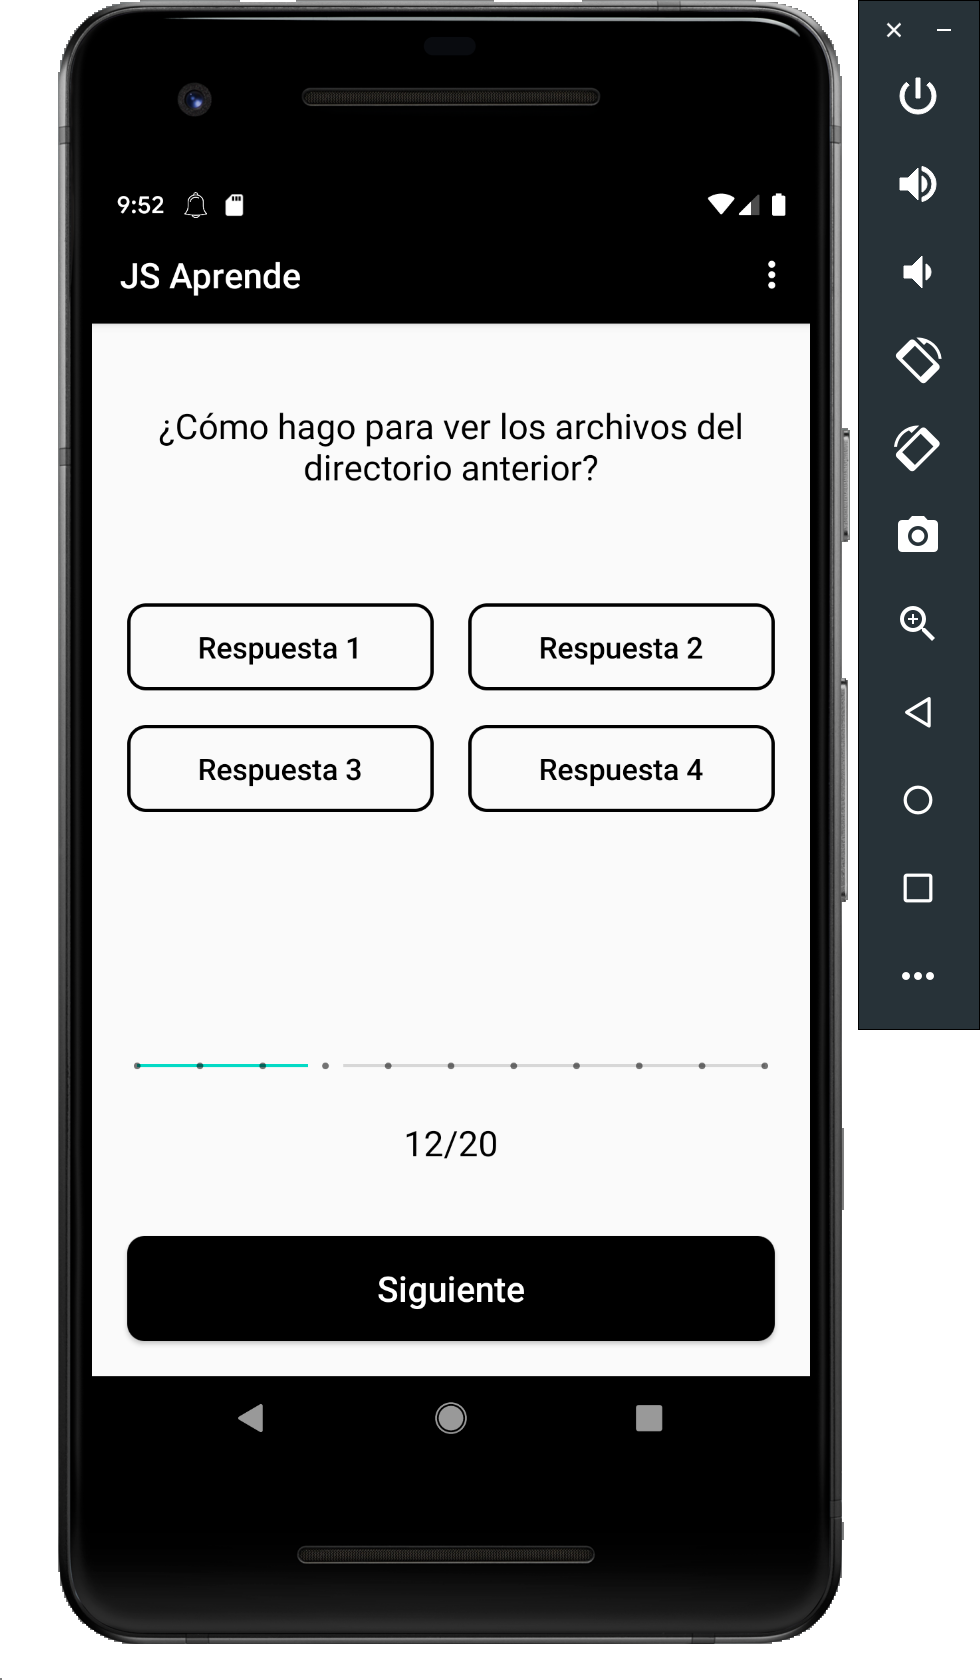 9:52
JS Aprende
¿Cómo hago para ver los archivos del
directorio anterior?
Respuesta 1
Respuesta 2
Respuesta 3
Respuesta 4
12/20
Siguiente